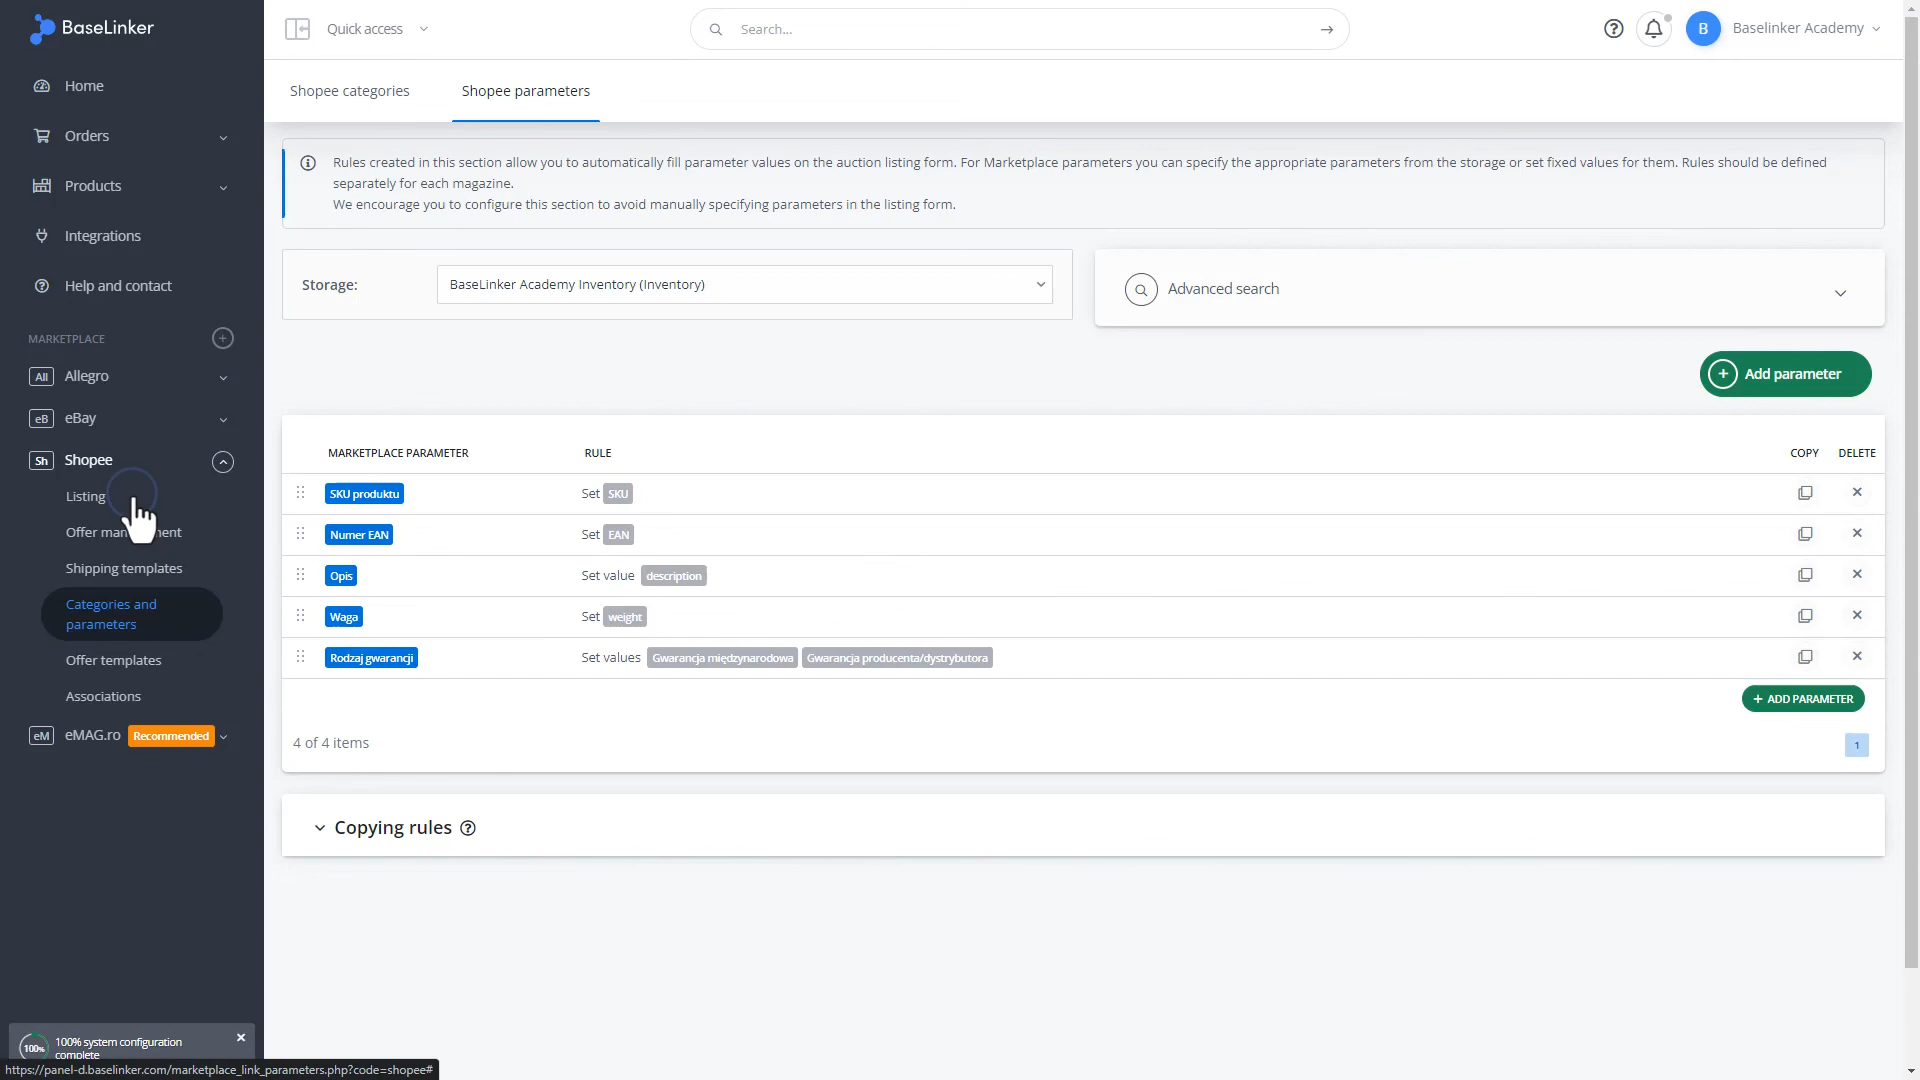 BaseLinker
Quick access
Search...
B
Baselinker Academy
Home
Orders
Products
Integrations
Help and contact
MARKETPLACE
All Allegro
eB eBay
Sh Shopee
Listing
Offer man ent
Shipping templates
Categories and
parameters
Offer templates
Associations
eM eMAG.ro Recommended
100% 100% system configuration
complete
https://panel-d.baselinker.com/marketplace_link_parameters.php?code=shopee#
Shopee categories
Shopee parameters
Rules created in this section allow you to automatically fill parameter values on the auction listing form. For Marketplace parameters you can specify the appropriate parameters from the storage or set fixed values for them. Rules should be defined
separately for each magazine.
We encourage you to configure this section to avoid manually specifying parameters in the listing form.
Storage:
BaseLinker Academy Inventory (Inventory)
Advanced search
+ Add parameter
MARKETPLACE PARAMETER RULE COPY DELETE
SKU produktu Set SKU
Numer EAN Set EAN
Opis Set value description
Waga Set weight
Rodzaj gwarancji Set values Gwarancja międzynarodowa Gwarancja producenta/dystrybutora
+ ADD PARAMETER
4 of 4 items
1
Copying rules